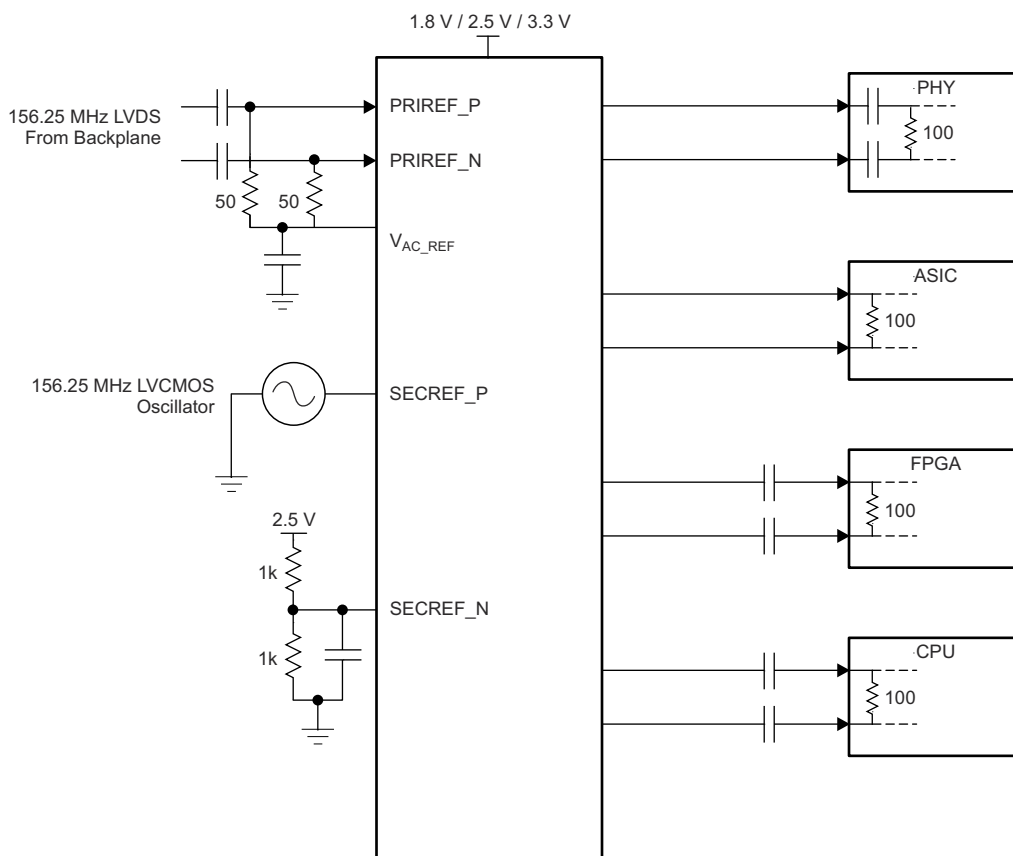 1.8 V / 2.5 V / 3.3 V
156.25 MHz LVDS
From Backplane
PRIREF_P
PRIREF_N
50
50
VAC_REF
156.25 MHz LVCMOS
Oscillator
SECREF_P
2.5 V
1k
SECREF_N
1k
PHY
100
ASIC
100
FPGA
100
CPU
100